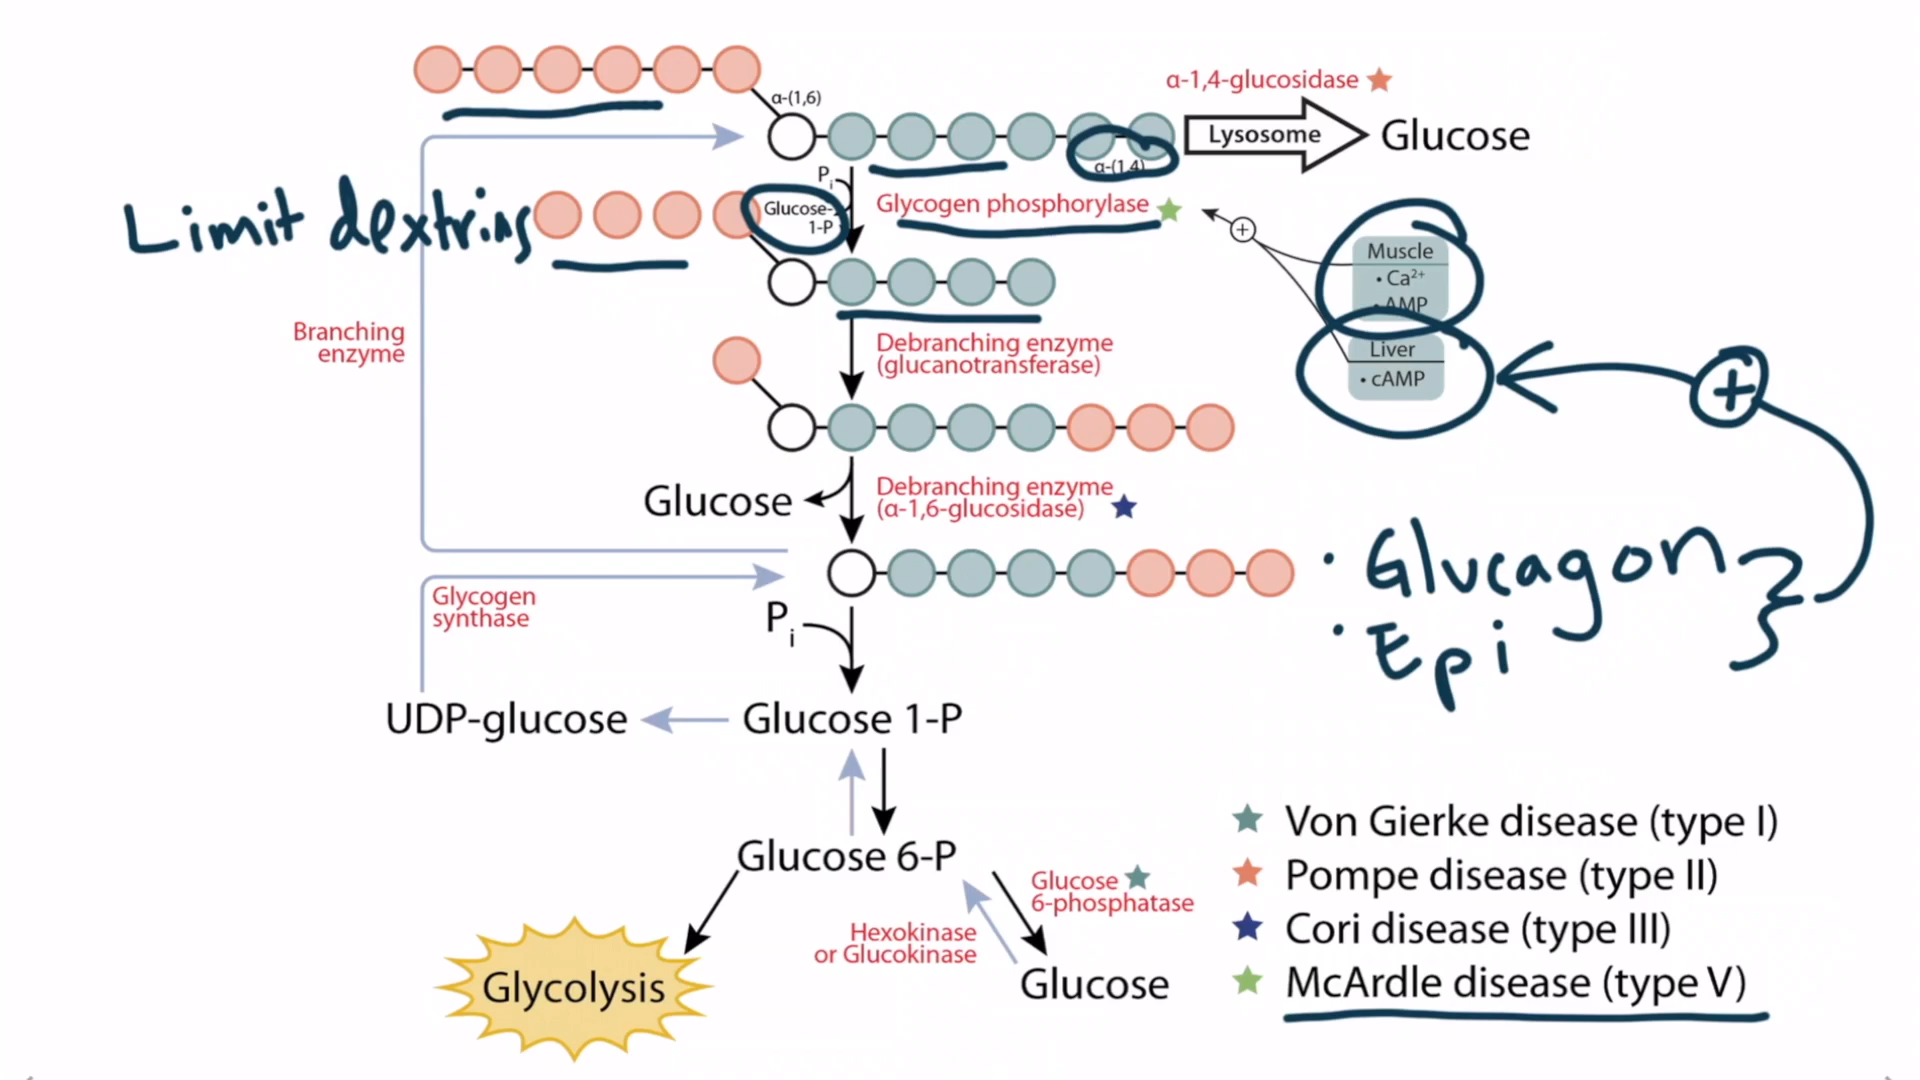 α-1,4-glucosidase
α-(1,6)
Lysosome
Glucose
α-(1,4)
Pi
Glucose-
1-P
Glycogen phosphorylase
Limit dextrins
+
Muscle
• Ca2+
• AMP
Liver
• cAMP
+
Branching
enzyme
Debranching enzyme
(glucanotransferase)
Glucose
Debranching enzyme
(α-1,6-glucosidase)
• Glucagon
• Epi
Glycogen
synthase
Pi
UDP-glucose
Glucose 1-P
Glucose 6-P
Glucose
6-phosphatase
Hexokinase
or Glucokinase
Glycolysis
Glucose
Von Gierke disease (type I)
Pompe disease (type II)
Cori disease (type III)
McArdle disease (type V)